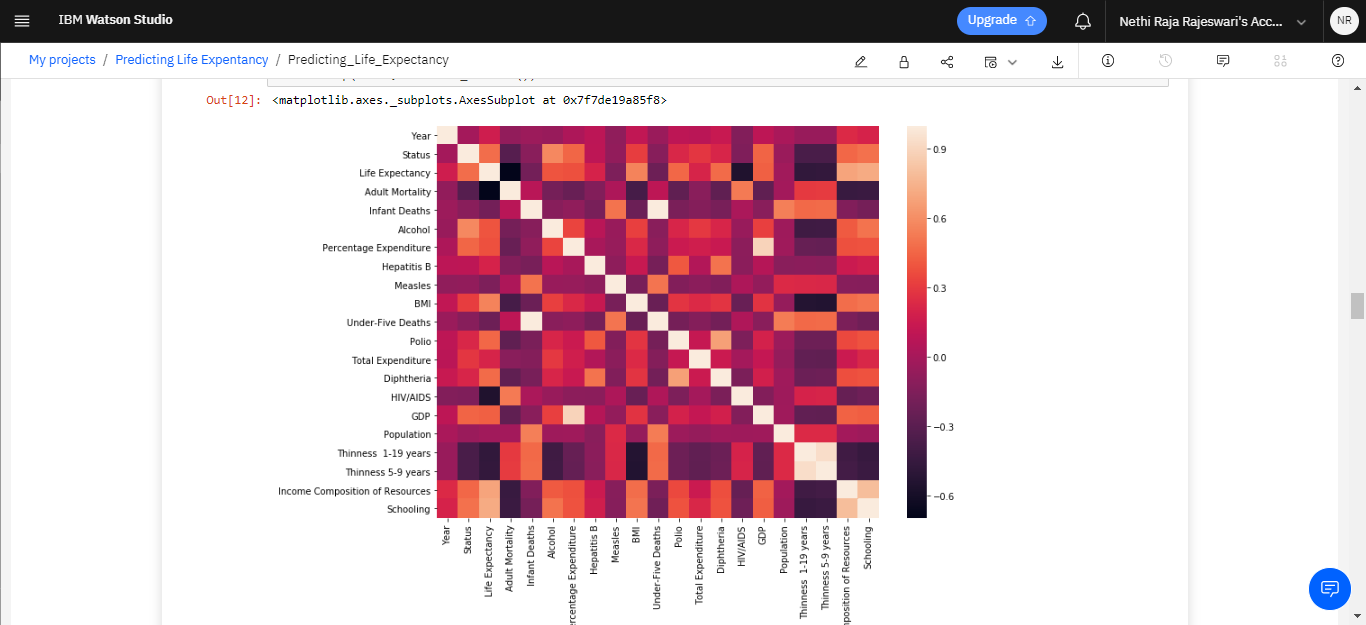 IBM Watson Studio
Upgrade
Nethi Raja Rajeswari's Acc...
NR
My projects / Predicting Life Expentancy / Predicting_Life_Expectancy
Out[12]: <matplotlib.axes._subplots.AxesSubplot at 0x7f7de19a85f8>
Year
Status
Life Expectancy
Adult Mortality
Infant Deaths
Alcohol
Percentage Expenditure
Hepatitis B
Measles
BMI
Under-Five Deaths
Polio
Total Expenditure
Diphtheria
HIV/AIDS
GDP
Population
Thinness  1-19 years
Thinness 5-9 years
Income Composition of Resources
Schooling
0.9
0.6
0.3
0.0
−0.3
−0.6
Year
Status
Life Expectancy
Adult Mortality
Infant Deaths
Alcohol
ercentage Expenditure
Hepatitis B
Measles
BMI
Under-Five Deaths
Polio
Total Expenditure
Diphtheria
HIV/AIDS
GDP
Population
Thinness  1-19 years
Thinness 5-9 years
mposition of Resources
Schooling